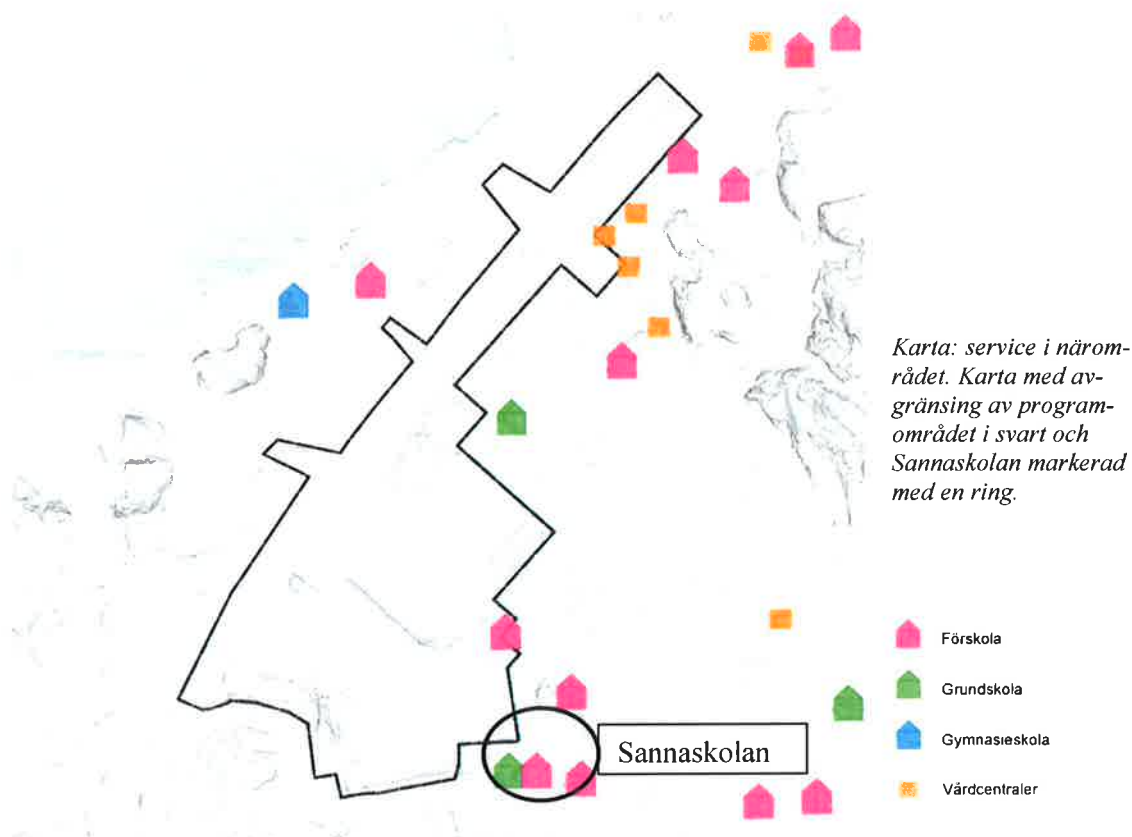 Karta: service i närom-
rådet. Karta med av-
gränsing av program-
området i svart och
Sannaskolan markerad
med en ring.
Förskola
Grundskola
Gymnasieskola
Vårdcentraler
Sannaskolan